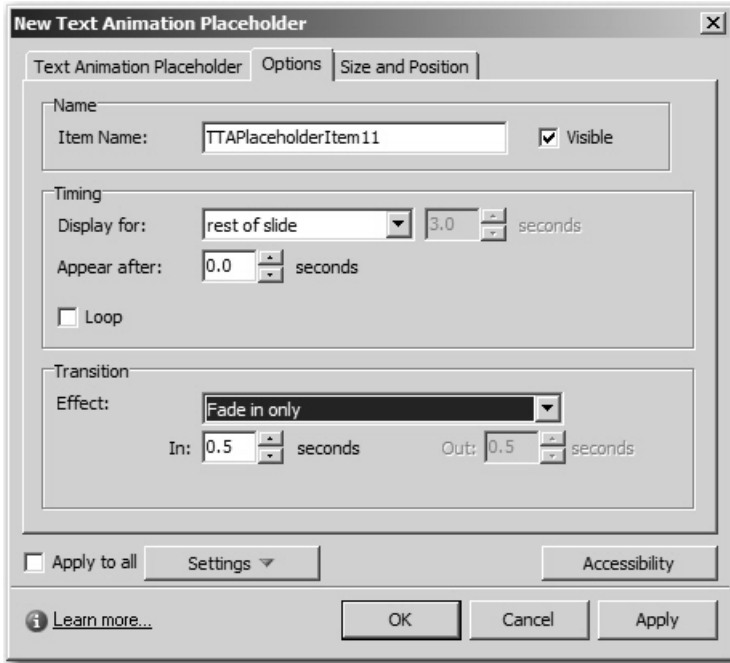 New Text Animation Placeholder
Text Animation Placeholder Options Size and Position
Name
Item Name: TTAPlaceholderItem11 Visible
Timing
Display for: rest of slide 3.0 seconds
Appear after: 0.0 seconds
Loop
Transition
Effect: Fade in only
In: 0.5 seconds Out: 0.5 seconds
Apply to all Settings Accessibility
Learn more... OK Cancel Apply